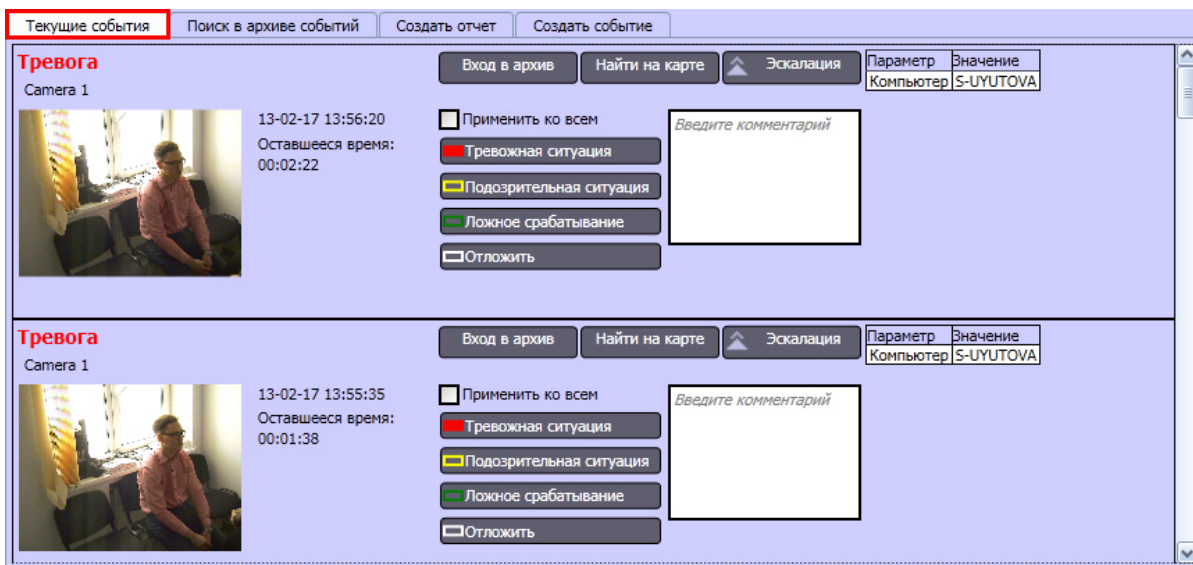 Текущие события
Поиск в архиве событий
Создать отчет
Создать событие
Тревога
Camera 1
13-02-17 13:56:20
Оставшееся время:
00:02:22
Вход в архив
Найти на карте
Эскалация
Параметр Значение
Компьютер S-UYUTOVA
Применить ко всем
Тревожная ситуация
Подозрительная ситуация
Ложное срабатывание
Отложить
Введите комментарий
Тревога
Camera 1
13-02-17 13:55:35
Оставшееся время:
00:01:38
Вход в архив
Найти на карте
Эскалация
Параметр Значение
Компьютер S-UYUTOVA
Применить ко всем
Тревожная ситуация
Подозрительная ситуация
Ложное срабатывание
Отложить
Введите комментарий